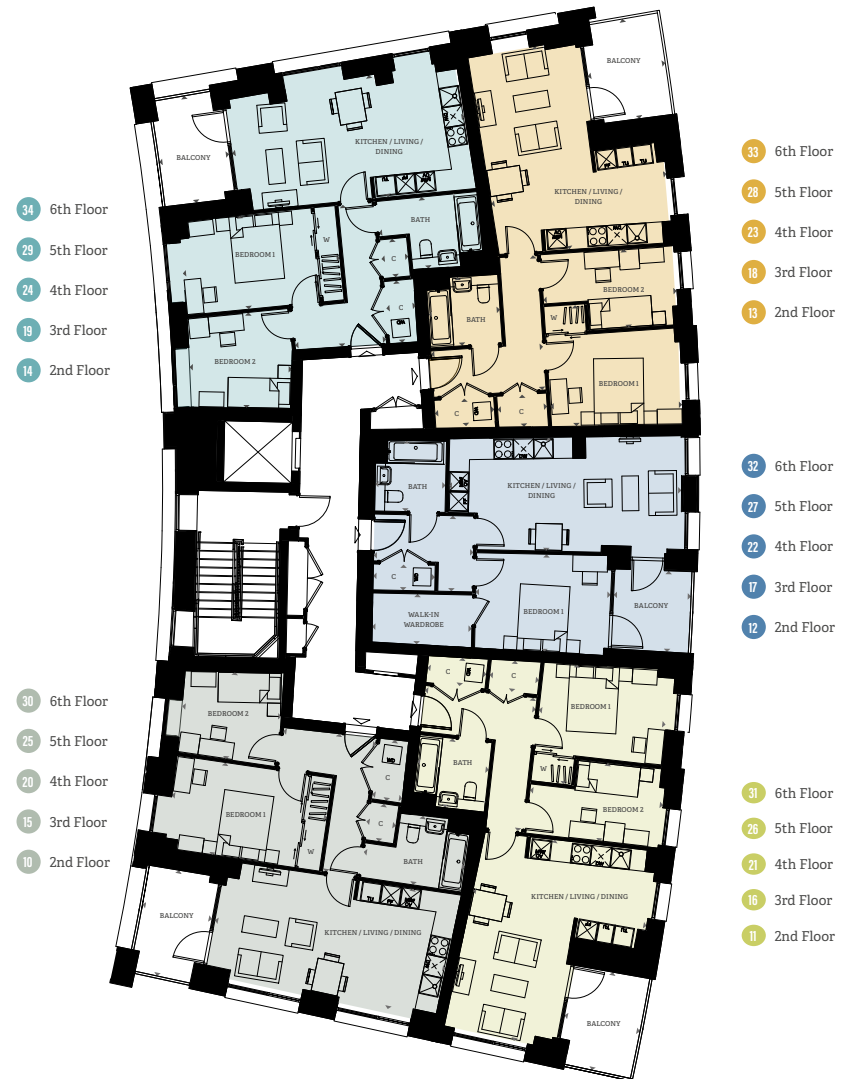 BALCONY
KITCHEN / LIVING /
DINING
BALCONY
34 6th Floor
29 5th Floor
24 4th Floor
19 3rd Floor
14 2nd Floor
BEDROOM 1
W
BATH
C
C
BEDROOM 2
KITCHEN / LIVING /
DINING
BEDROOM 2
W
BATH
BEDROOM 1
C
C
33 6th Floor
28 5th Floor
23 4th Floor
18 3rd Floor
13 2nd Floor
BATH
KITCHEN / LIVING /
DINING
C
WALK-IN
WARDROBE
BEDROOM 1
BALCONY
32 6th Floor
27 5th Floor
22 4th Floor
17 3rd Floor
12 2nd Floor
30 6th Floor
25 5th Floor
20 4th Floor
15 3rd Floor
10 2nd Floor
BEDROOM 2
BEDROOM 1
W
C
C
BATH
BALCONY
KITCHEN / LIVING / DINING
C
C
BEDROOM 1
BATH
W
BEDROOM 2
KITCHEN / LIVING / DINING
BALCONY
31 6th Floor
26 5th Floor
21 4th Floor
16 3rd Floor
11 2nd Floor